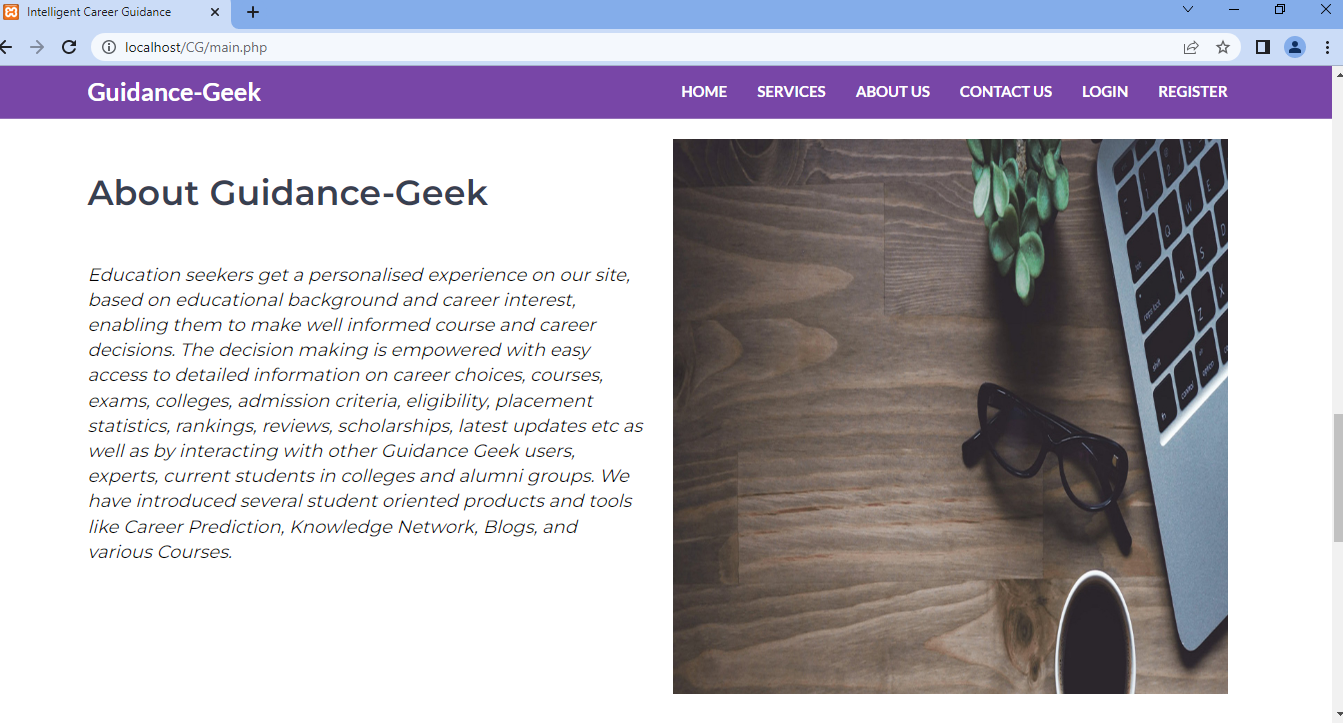 Intelligent Career Guidance
localhost/CG/main.php
Guidance-Geek
HOME SERVICES ABOUT US CONTACT US LOGIN REGISTER
About Guidance-Geek
Education seekers get a personalised experience on our site,
based on educational background and career interest,
enabling them to make well informed course and career
decisions. The decision making is empowered with easy
access to detailed information on career choices, courses,
exams, colleges, admission criteria, eligibility, placement
statistics, rankings, reviews, scholarships, latest updates etc as
well as by interacting with other Guidance Geek users,
experts, current students in colleges and alumni groups. We
have introduced several student oriented products and tools
like Career Prediction, Knowledge Network, Blogs, and
various Courses.
Q W E
caps lock A S D
shift Z X
control option